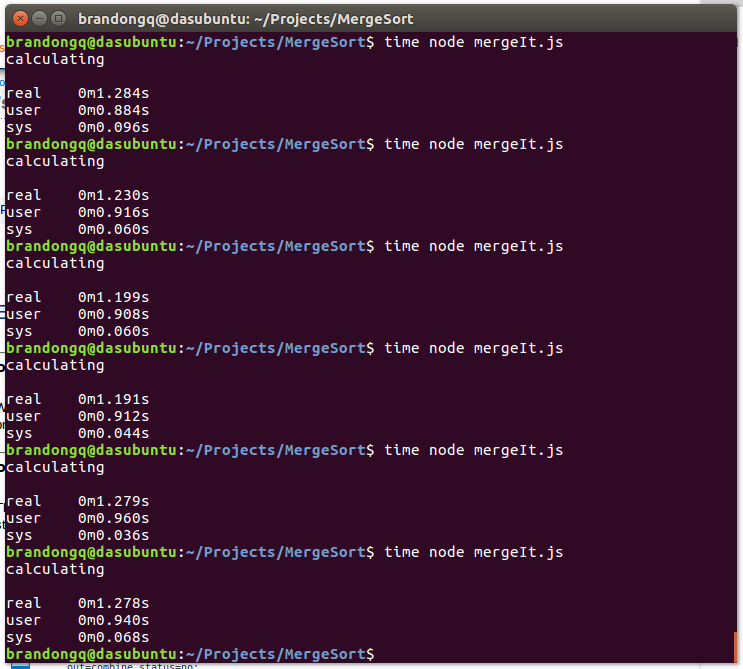 brandongq@dasubuntu: ~/Projects/MergeSort
brandongq@dasubuntu:~/Projects/MergeSort$ time node mergeIt.js
calculating
real 0m1.284s
user 0m0.884s
sys 0m0.096s
brandongq@dasubuntu:~/Projects/MergeSort$ time node mergeIt.js
calculating
real 0m1.230s
user 0m0.916s
sys 0m0.060s
brandongq@dasubuntu:~/Projects/MergeSort$ time node mergeIt.js
calculating
real 0m1.199s
user 0m0.908s
sys 0m0.060s
brandongq@dasubuntu:~/Projects/MergeSort$ time node mergeIt.js
calculating
real 0m1.191s
user 0m0.912s
sys 0m0.044s
brandongq@dasubuntu:~/Projects/MergeSort$ time node mergeIt.js
calculating
real 0m1.279s
user 0m0.960s
sys 0m0.036s
brandongq@dasubuntu:~/Projects/MergeSort$ time node mergeIt.js
calculating
real 0m1.278s
user 0m0.940s
sys 0m0.068s
brandongq@dasubuntu:~/Projects/MergeSort$
out=combine status=no: